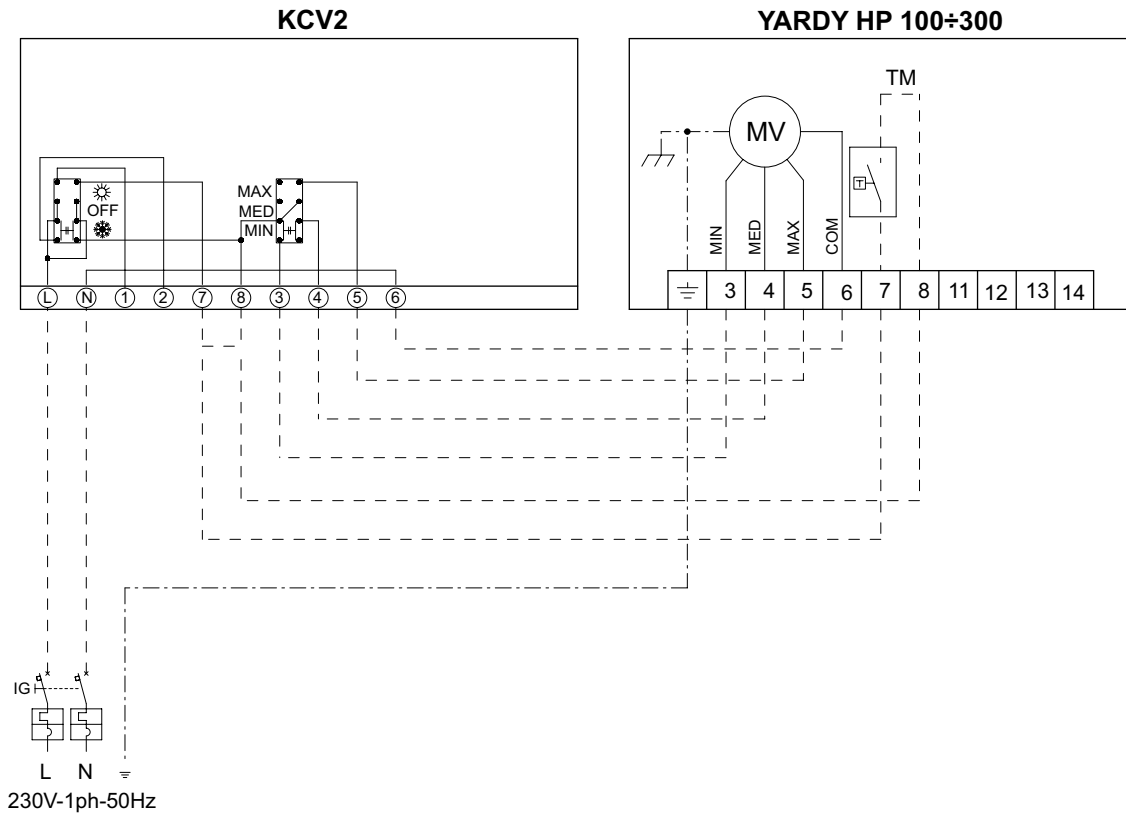 KCV2
YARDY HP 100÷300
TM
MV
MAX
MED
MIN
OFF
MIN
MED
MAX
COM
T
L N 1 2 7 8 3 4 5 6
3 4 5 6 7 8 11 12 13 14
IG
L N
230V-1ph-50Hz